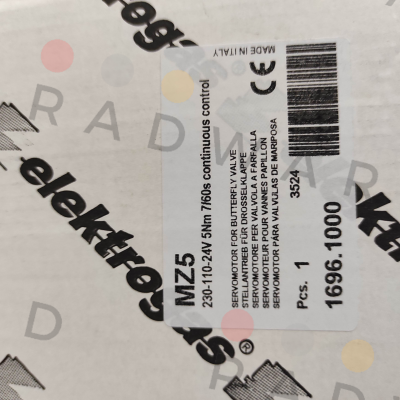 elektrogas
elektrogas®
MZ5
230-110-24V 5Nm 7/60s continuous control
SERVOMOTOR FOR BUTTERFLY VALVE
STELLANTRIEB FÜR DROSSELKLAPPE
SERVOMOTORE PER VALVOLA A FARFALLA
SERVOMOTEUR POUR VANNES PAPILLON
SERVOMOTOR PARA VALVULAS DE MARIPOSA
Pcs. 1
3524
1696.1000
MADE IN ITALY
CE
RADWAR
D